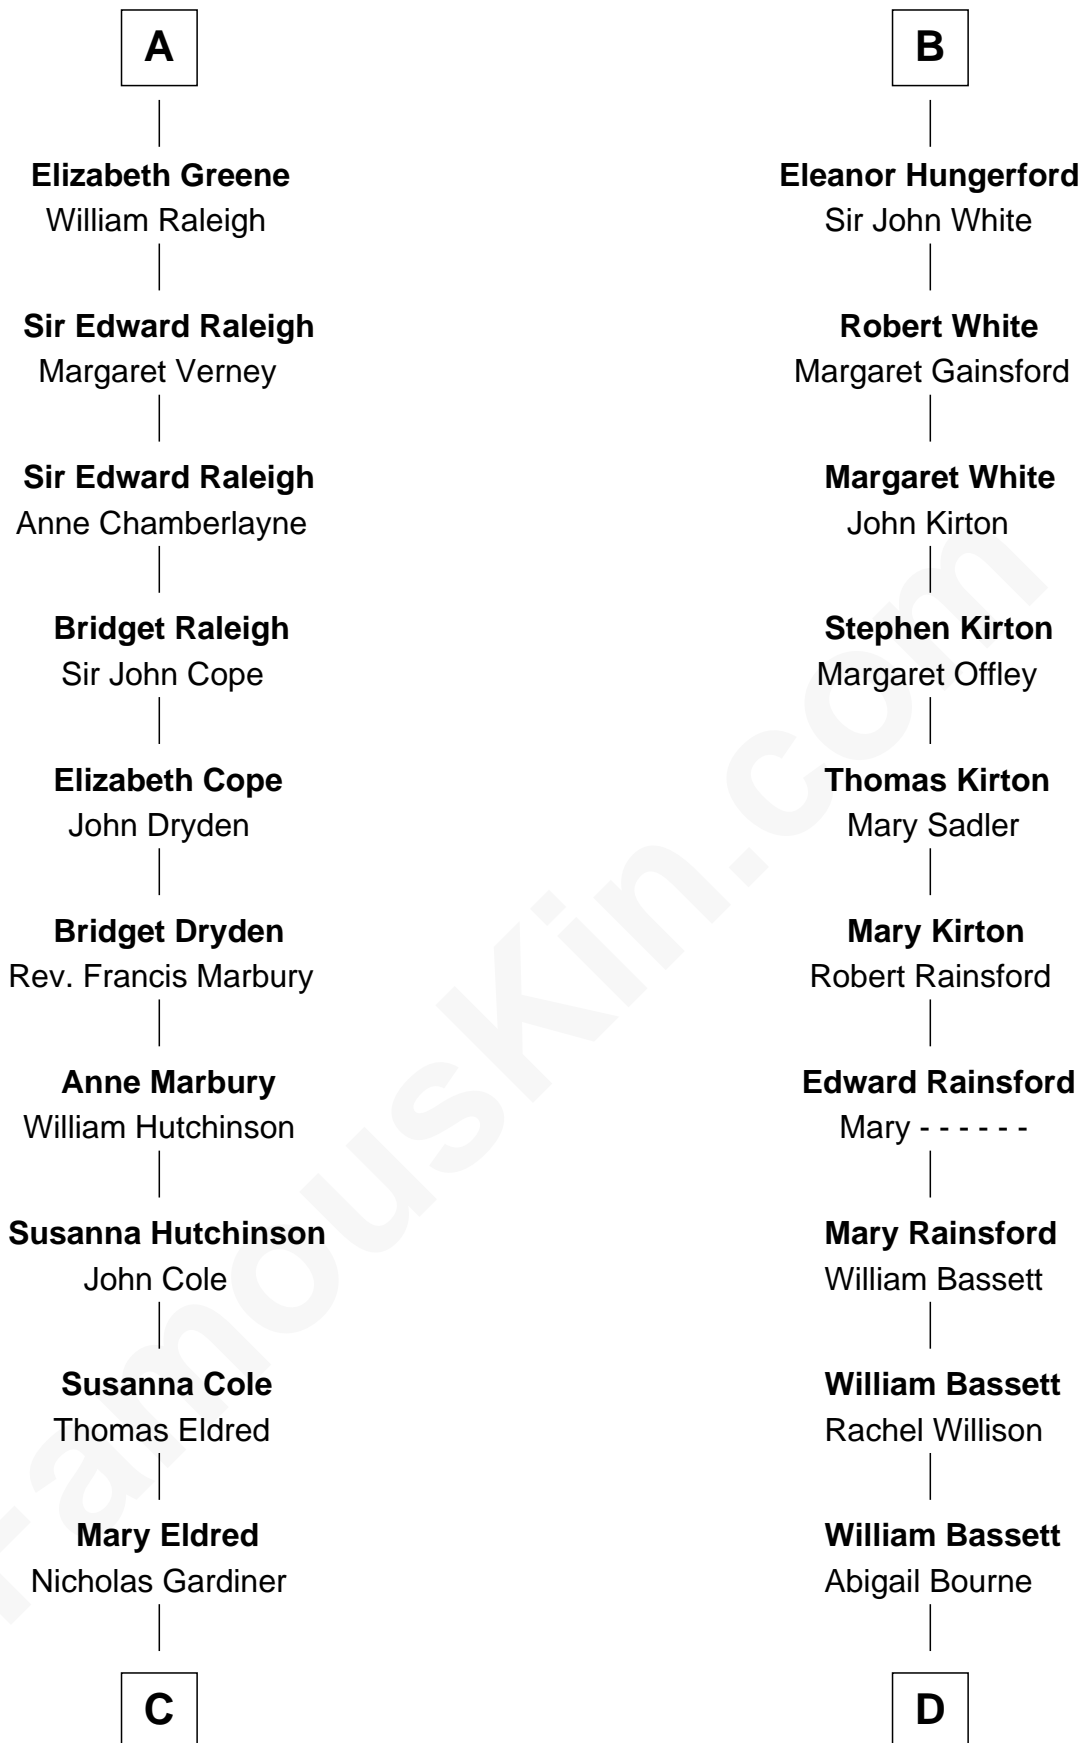 A
Elizabeth Greene
William Raleigh
Sir Edward Raleigh
Margaret Verney
Sir Edward Raleigh
Anne Chamberlayne
Bridget Raleigh
Sir John Cope
Elizabeth Cope
John Dryden
Bridget Dryden
Rev. Francis Marbury
Anne Marbury
William Hutchinson
Susanna Hutchinson
John Cole
Susanna Cole
Thomas Eldred
Mary Eldred
Nicholas Gardiner
C
B
Eleanor Hungerford
Sir John White
Robert White
Margaret Gainsford
Margaret White
John Kirton
Stephen Kirton
Margaret Offley
Thomas Kirton
Mary Sadler
Mary Kirton
Robert Rainsford
Edward Rainsford
Mary - - - - - -
Mary Rainsford
William Bassett
William Bassett
Rachel Willison
William Bassett
Abigail Bourne
D
FamousKin.com